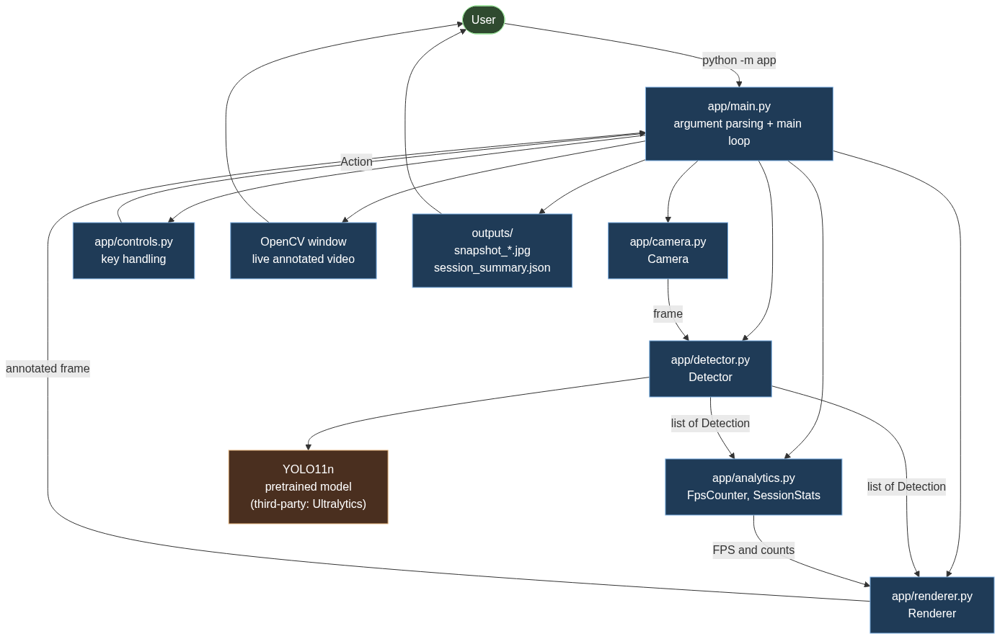 User
python -m app
app/main.py
argument parsing + main
loop
Action
app/controls.py
key handling
OpenCV window
live annotated video
outputs/
snapshot_*.jpg
session_summary.json
app/camera.py
Camera
frame
annotated frame
app/detector.py
Detector
list of Detection
YOLO11n
pretrained model
(third-party: Ultralytics)
app/analytics.py
FpsCounter, SessionStats
list of Detection
FPS and counts
app/renderer.py
Renderer